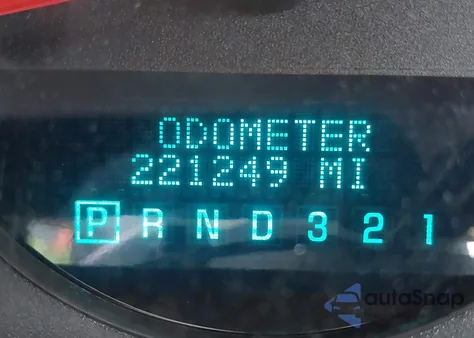 ODOMETER
221249 MI
P R N D 3 2 1
autoSnap